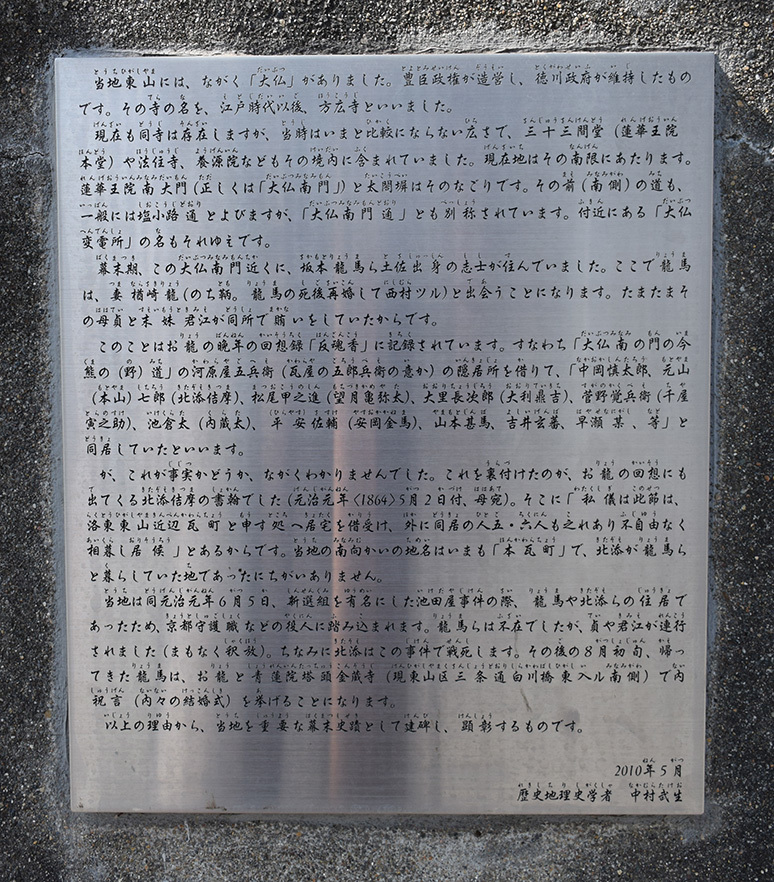 当地東山には、ながく「大仏」がありました。豊臣政権が造営し、徳川政府が維持したもの
です。その寺の名を、江戸時代以後、方広寺といいました。
現在も同寺は存在しますが、当時はいまと比較にならない広さで、三十三間堂（蓮華王院
本堂）や法住寺、養源院などもその境内に含まれていました。現在地はその南限にあたります。
蓮華王院南大門（正しくは「大仏南門」）と太閤塀はそのなごりです。その前（南側）の道も、
一般には塩小路通とよびますが、「大仏南門通」とも別称されています。付近にある「大仏
変電所」の名もそれゆえです。
幕末期、この大仏南門近くに、坂本龍馬ら土佐出身の志士が住んでいました。ここで龍馬
は、妻楢崎龍（のち鞆。龍馬の死後再婚して西村ツル）と出会うことになります。たまたまそ
の母貞と末妹君江が同所で賄いをしていたからです。
このことはお龍の晩年の回想録「反魂香」に記録されています。すなわち「大仏南の門の今
熊の（野）道」の河原屋五兵衛（瓦屋の五郎兵衛の意か）の隠居所を借りて、「中岡慎太郎、元山
（本山）七郎（北添佶摩）、松尾甲之進（望月亀弥太）、大里長次郎（大利鼎吉）、菅野覚兵衛（千屋
寅之助）、池倉太（内蔵太）、平安佐輔（安岡金馬）、山本甚馬、吉井玄蕃、早瀬某、等」と
同居していたといいます。
が、これが事実かどうか、ながくわかりませんでした。これを裏付けたのが、お龍の回想にも
出てくる北添佶摩の書翰でした（元治元年〈1864〉5月2日付、母宛）。そこに「私儀は此節は、
洛東東山近辺瓦町と申す処へ居宅を借受け、外に同居の人五・六人も之れあり不自由なく
相暮し居候」とあるからです。当地の南向かいの地名はいまも「本瓦町」で、北添が龍馬ら
と暮らしていた地であったにちがいありません。
当地は同元治元年6月5日、新選組を有名にした池田屋事件の際、龍馬や北添らの住居で
あったため、京都守護職などの役人に踏み込まれます。龍馬らは不在でしたが、貞や君江が連行
されました（まもなく釈放）。ちなみに北添はこの事件で戦死します。その後の8月初旬、帰っ
てきた龍馬は、お龍と青蓮院塔頭金蔵寺（現東山区三条通白川橋東入ル南側）で内
祝言（内々の結婚式）を挙げることになります。
以上の理由から、当地を重要な幕末史蹟として建碑し、顕彰するものです。
2010年5月
歴史地理史学者　中村武生